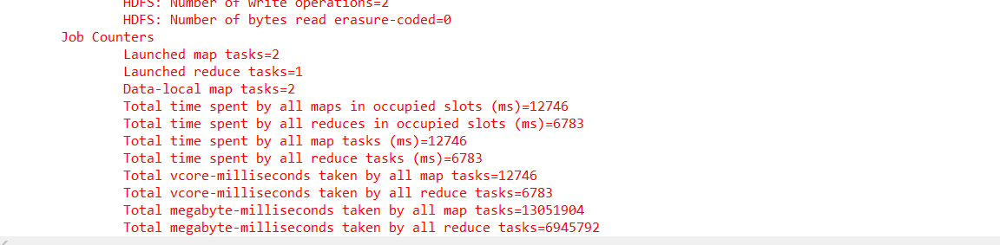 HDFS: Number of write operations=2
HDFS: Number of bytes read erasure-coded=0
Job Counters
Launched map tasks=2
Launched reduce tasks=1
Data-local map tasks=2
Total time spent by all maps in occupied slots (ms)=12746
Total time spent by all reduces in occupied slots (ms)=6783
Total time spent by all map tasks (ms)=12746
Total time spent by all reduce tasks (ms)=6783
Total vcore-milliseconds taken by all map tasks=12746
Total vcore-milliseconds taken by all reduce tasks=6783
Total megabyte-milliseconds taken by all map tasks=13051904
Total megabyte-milliseconds taken by all reduce tasks=6945792